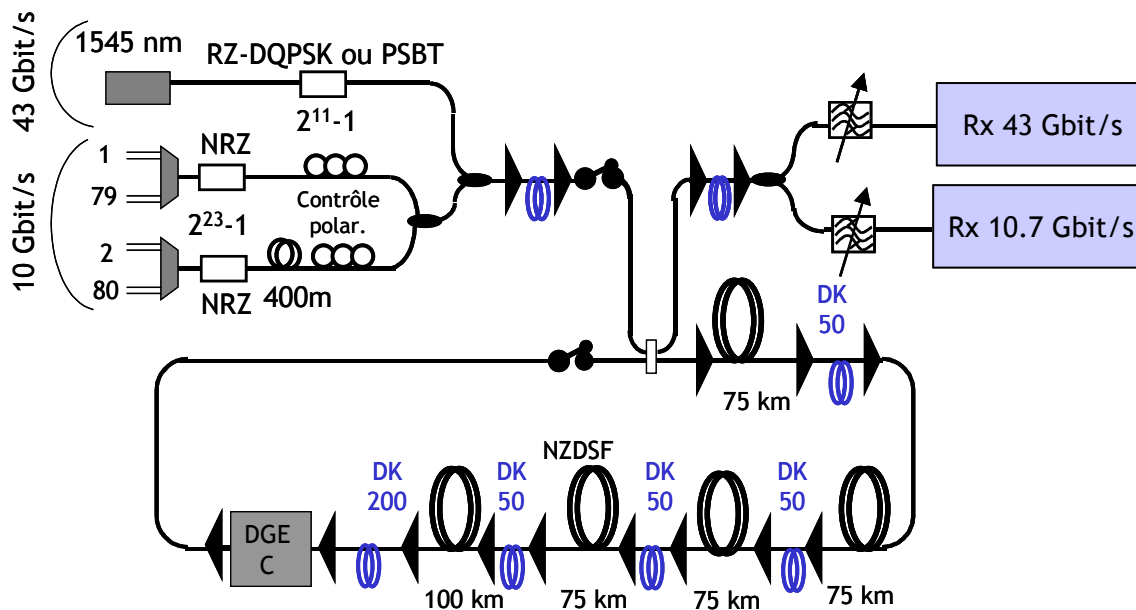 43 Gbit/s
1545 nm
RZ-DQPSK ou PSBT
2¹¹-1
10 Gbit/s
1
79
NRZ
2²³-1
Contrôle
polar.
2
80
NRZ
400m
Rx 43 Gbit/s
Rx 10.7 Gbit/s
DK
50
75 km
NZDSF
DK
200
DK
50
DK
50
DK
50
DGE
C
100 km
75 km
75 km
75 km